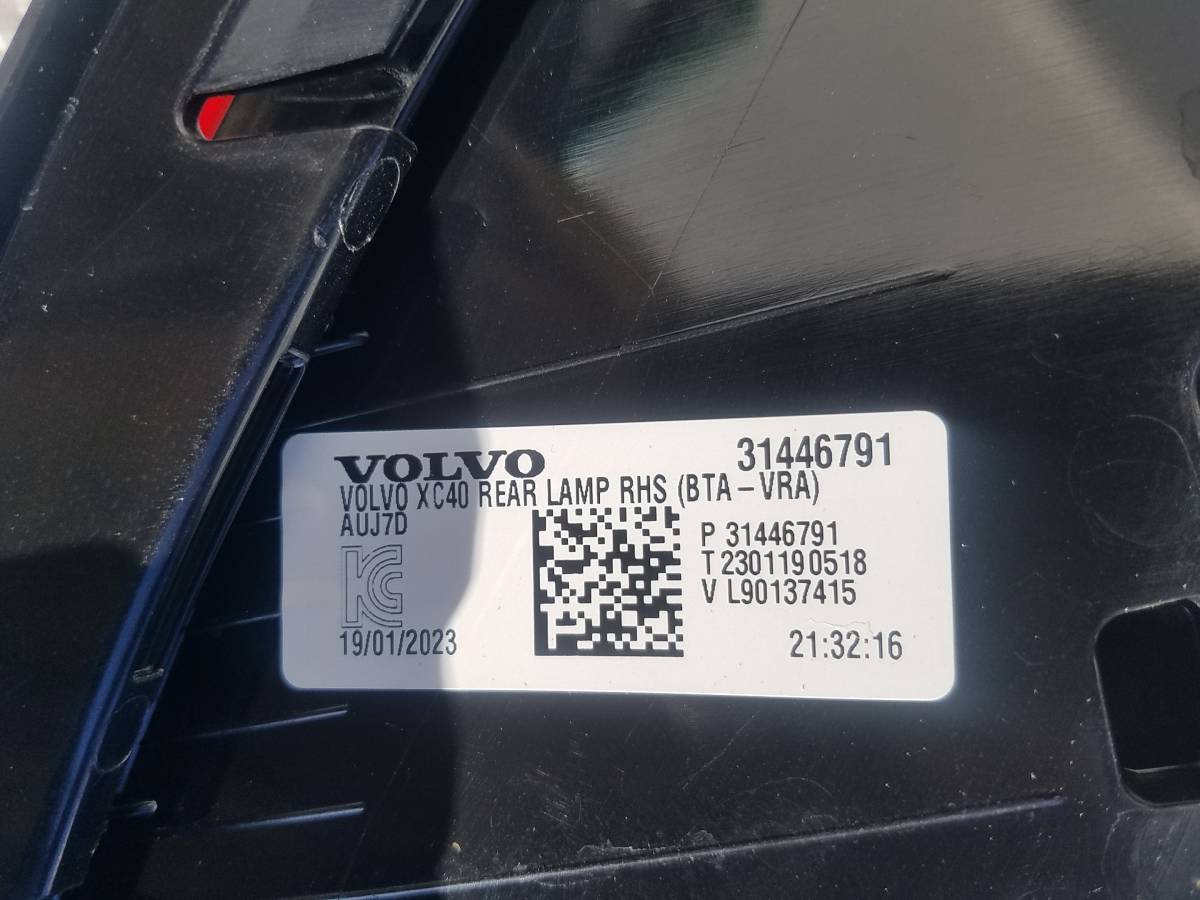 VOLVO 31446791
VOLVO XC40 REAR LAMP RHS (BTA-VRA)
AUJ7D
P 31446791
T 2301190518
V L90137415
KC
19/01/2023 21:32:16